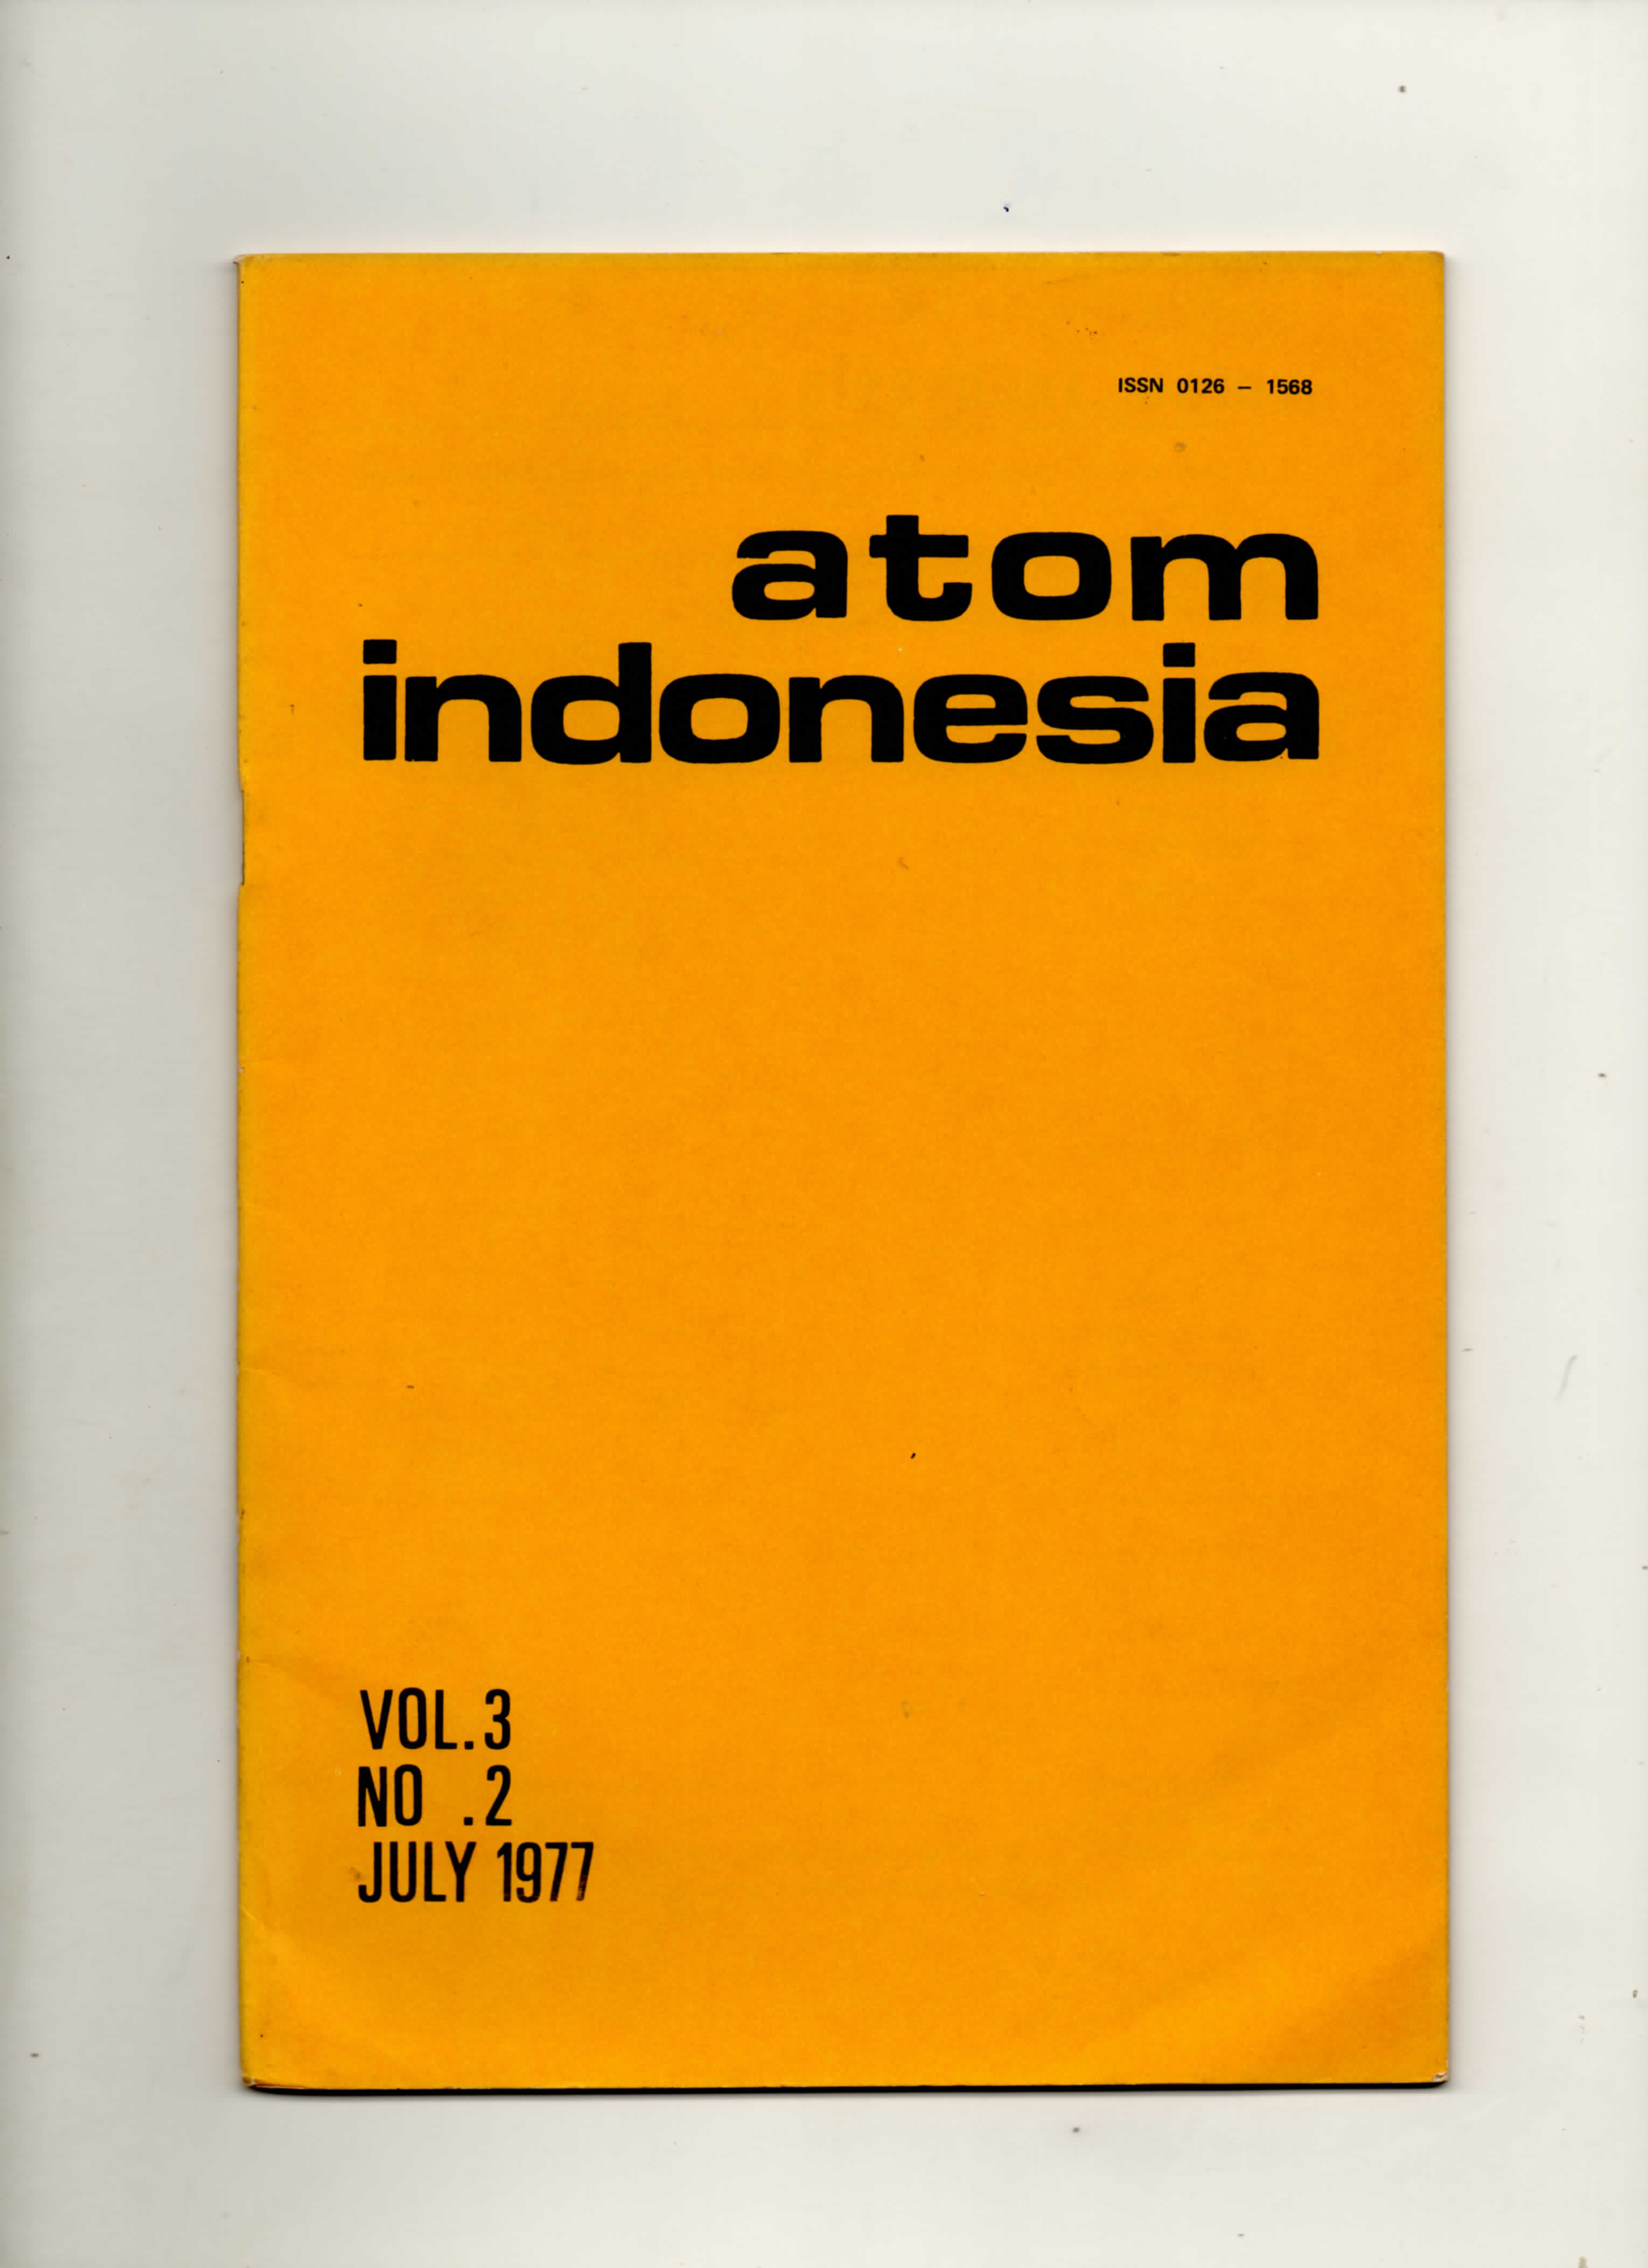 ISSN 0126 – 1568
atom
indonesia
VOL.3
NO .2
JULY 1977